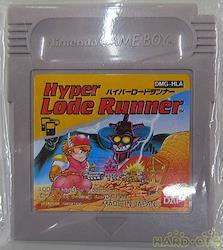 Nintendo GAME BOY
DMG-HLA
Hyper
ハイパーロードランナー
Lode Runner
MADE IN JAPAN
HARD-OFF